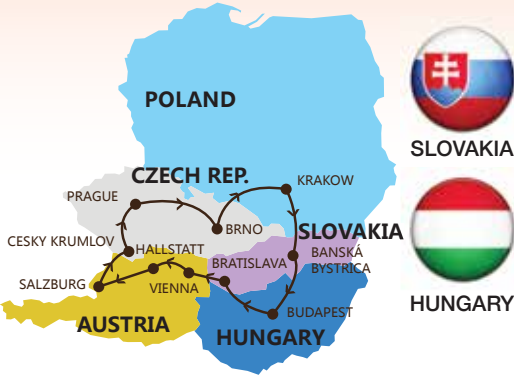 POLAND
SLOVAKIA
CZECH REP.
KRAKOW
PRAGUE
BRNO
SLOVAKIA
CESKY KRUMLOV
HALLSTATT
BANSKÁ
BYSTRICA
BRATISLAVA
SALZBURG
VIENNA
HUNGARY
BUDAPEST
AUSTRIA
HUNGARY